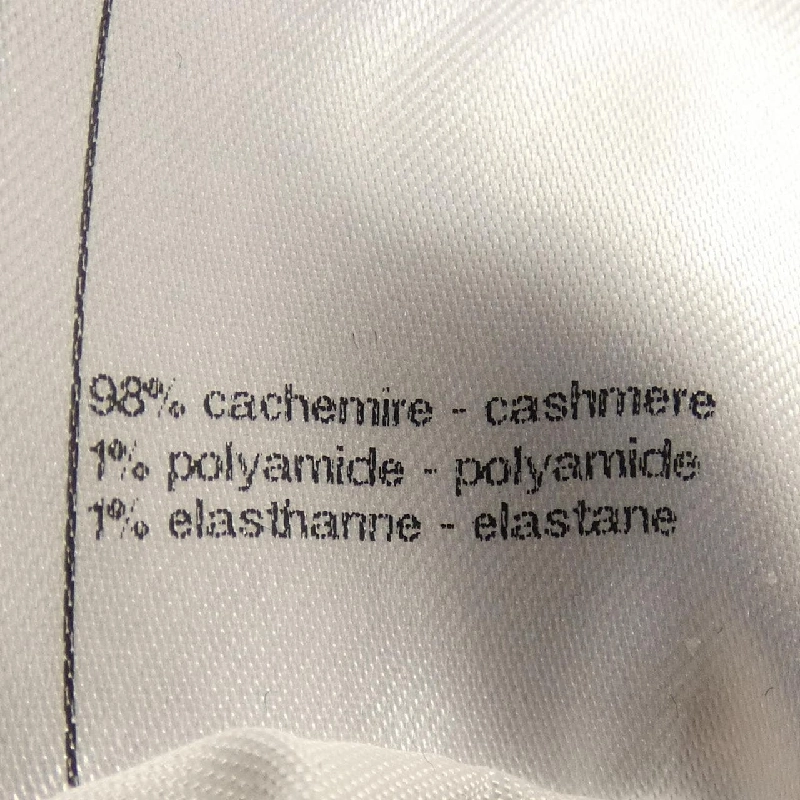 98% cachemire - cashmere
1% polyamide - polyamide
1% elasthanne - elastane